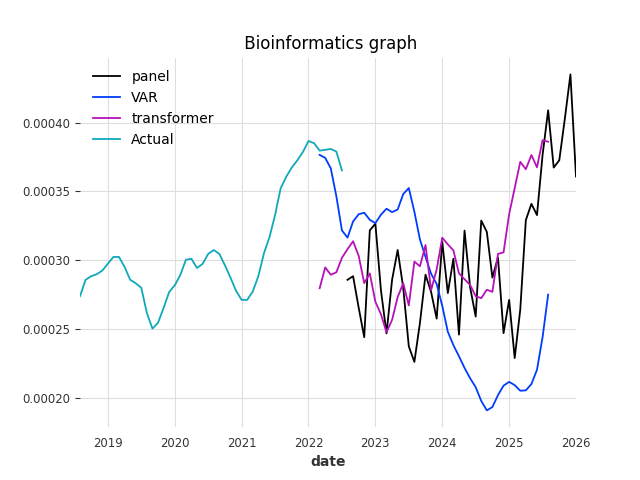 Bioinformatics graph
panel
VAR
transformer
Actual
0.00040
0.00035
0.00030
0.00025
0.00020
2019 2020 2021 2022 2023 2024 2025 2026
date